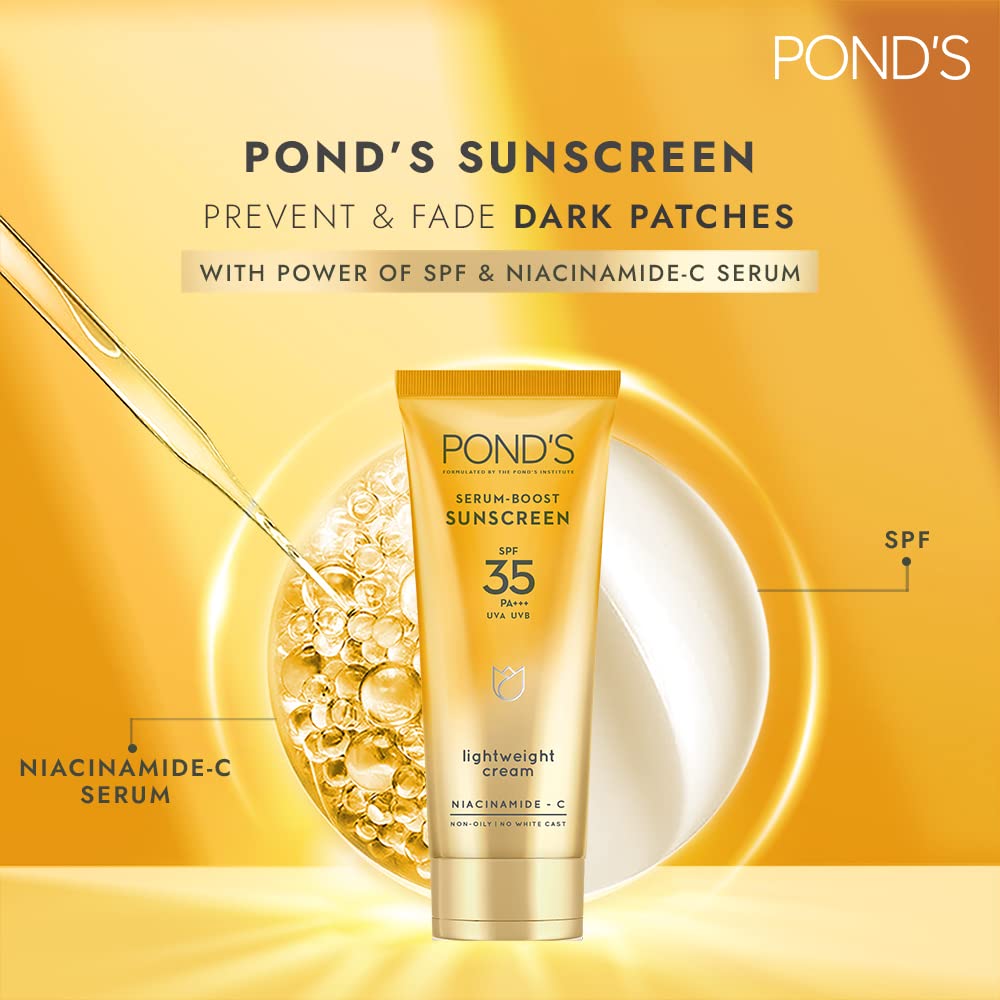 POND'S
POND'S SUNSCREEN
PREVENT & FADE DARK PATCHES
WITH POWER OF SPF & NIACINAMIDE-C SERUM
POND'S
FORMULATED BY THE POND'S INSTITUTE
SERUM-BOOST
SUNSCREEN
SPF
35
PA+++
UVA UVB
lightweight
cream
NIACINAMIDE - C
NON-OILY | NO WHITE CAST
SPF
NIACINAMIDE-C
SERUM